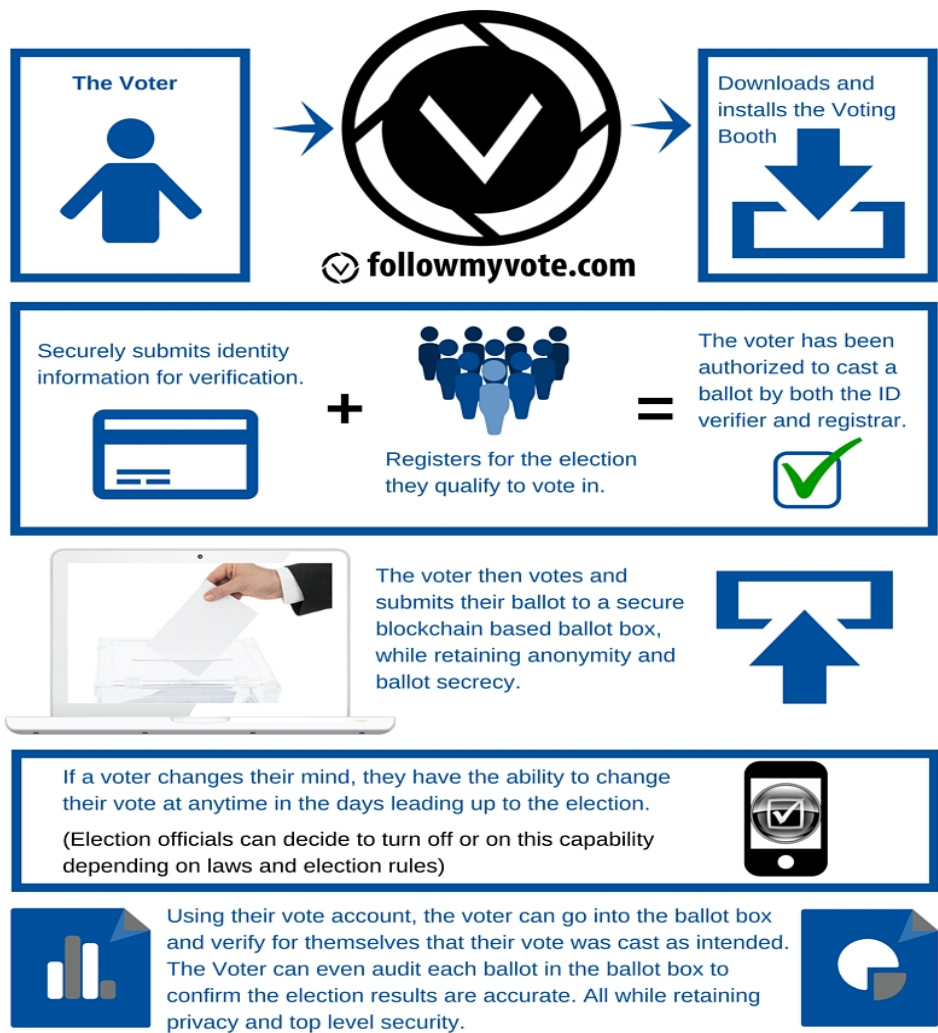 The Voter
followmyvote.com
Downloads and
installs the Voting
Booth
Securely submits identity
information for verification.
+
Registers for the election
they qualify to vote in.
=
The voter has been
authorized to cast a
ballot by both the ID
verifier and registrar.
The voter then votes and
submits their ballot to a secure
blockchain based ballot box,
while retaining anonymity and
ballot secrecy.
If a voter changes their mind, they have the ability to change
their vote at anytime in the days leading up to the election.
(Election officials can decide to turn off or on this capability
depending on laws and election rules)
Using their vote account, the voter can go into the ballot box
and verify for themselves that their vote was cast as intended.
The Voter can even audit each ballot in the ballot box to
confirm the election results are accurate. All while retaining
privacy and top level security.